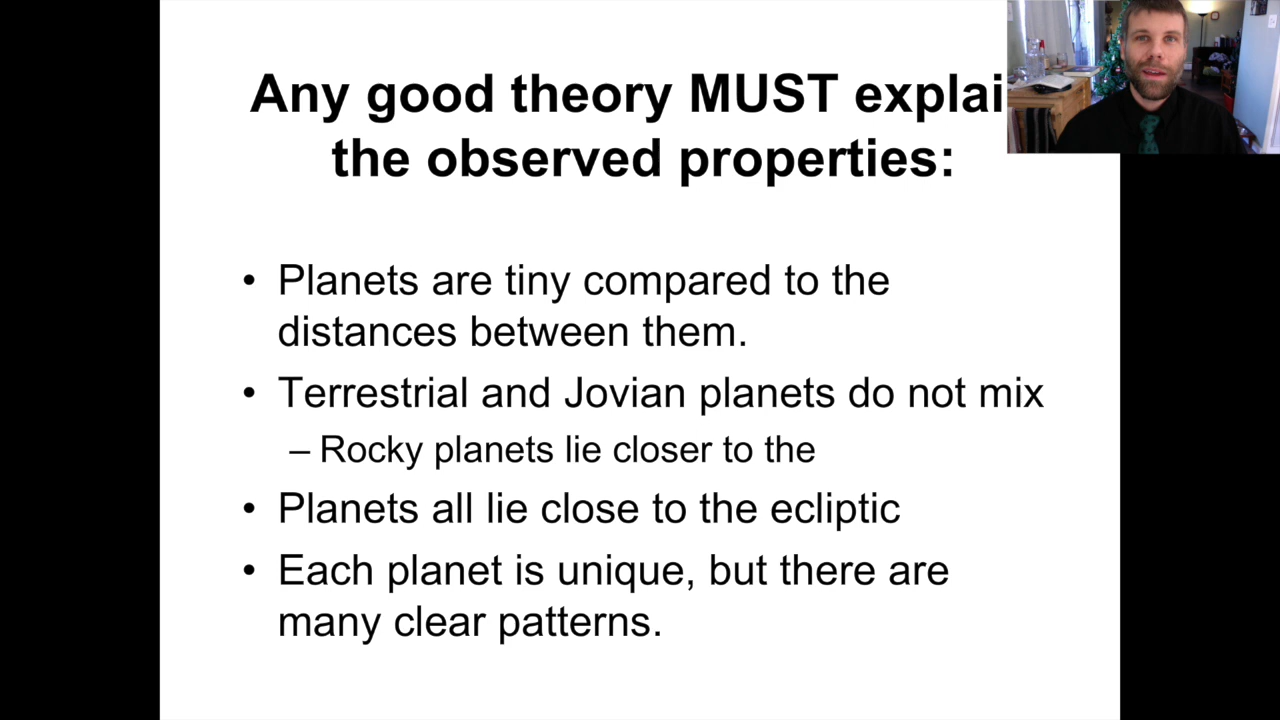 Any good theory MUST explai
the observed properties:
• Planets are tiny compared to the
distances between them.
• Terrestrial and Jovian planets do not mix
– Rocky planets lie closer to the
• Planets all lie close to the ecliptic
• Each planet is unique, but there are
many clear patterns.